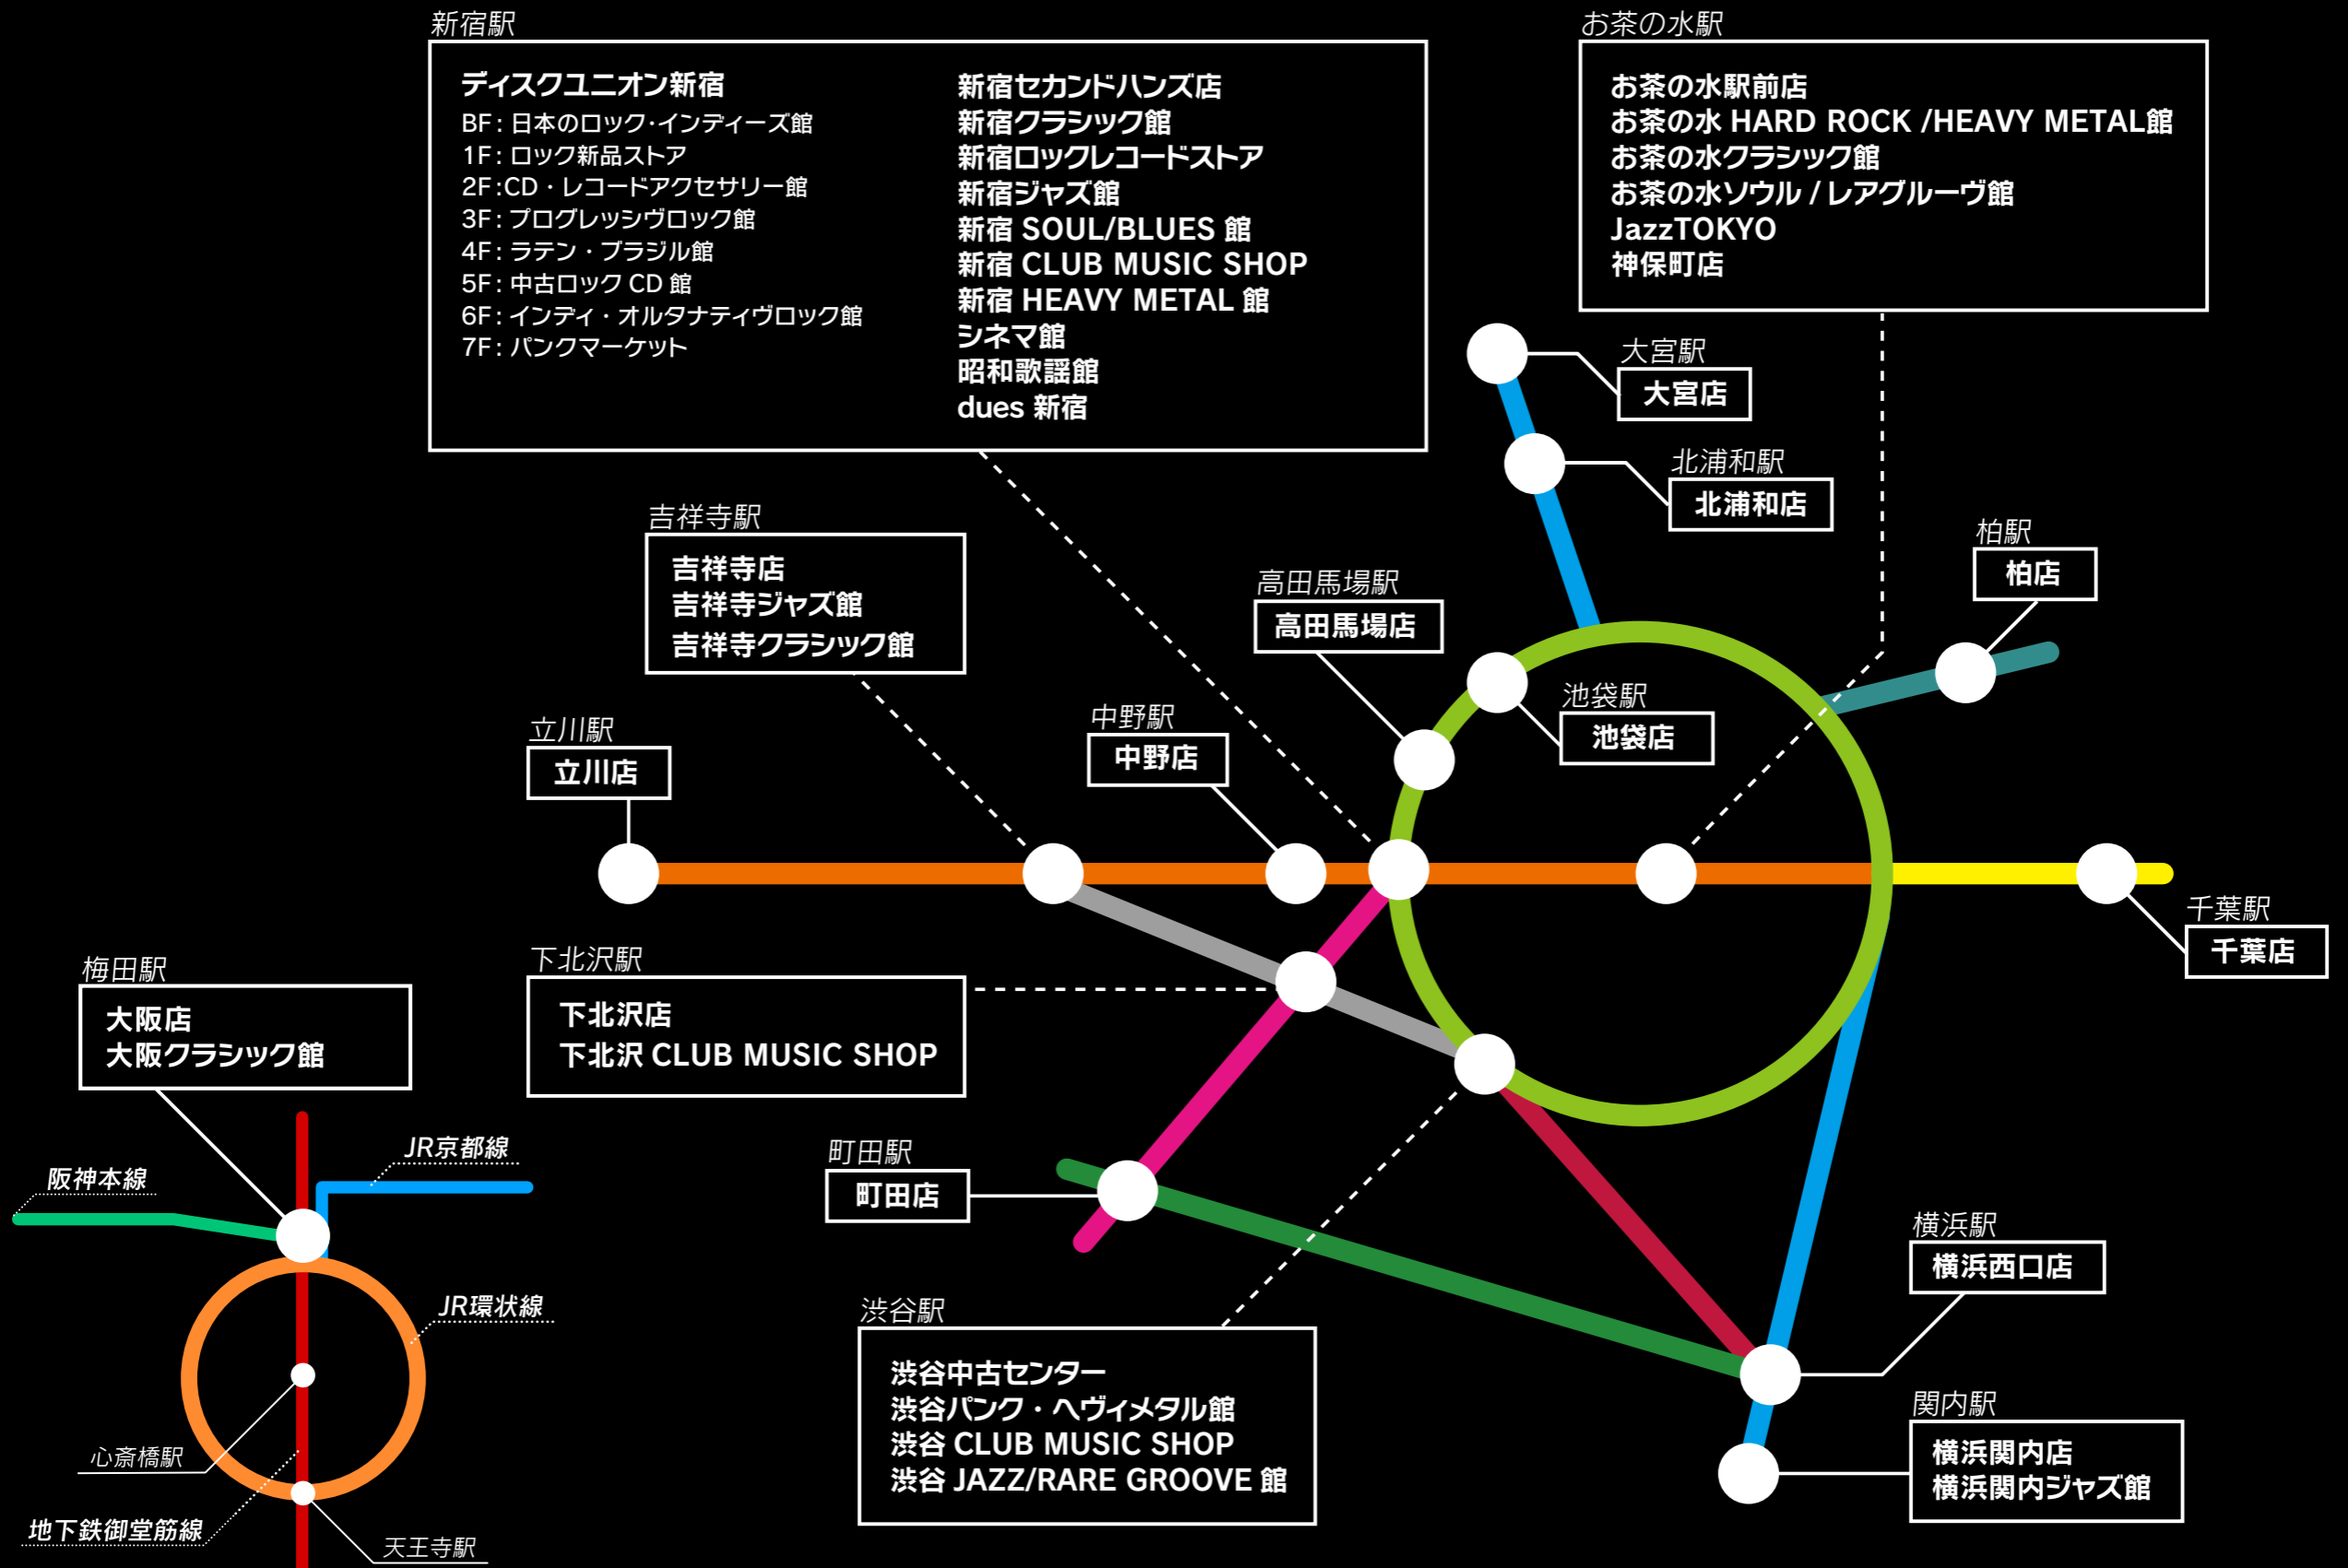 新宿駅
ディスクユニオン新宿
BF: 日本のロック・インディーズ館
1F: ロック新品ストア
2F:CD・レコードアクセサリー館
3F: プログレッシヴロック館
4F: ラテン・ブラジル館
5F: 中古ロック CD 館
6F: インディ・オルタナティヴロック館
7F: パンクマーケット
新宿セカンドハンズ店
新宿クラシック館
新宿ロックレコードストア
新宿ジャズ館
新宿 SOUL/BLUES 館
新宿 CLUB MUSIC SHOP
新宿 HEAVY METAL 館
シネマ館
昭和歌謡館
dues 新宿
お茶の水駅
お茶の水駅前店
お茶の水 HARD ROCK /HEAVY METAL館
お茶の水クラシック館
お茶の水ソウル / レアグルーヴ館
JazzTOKYO
神保町店
大宮駅
大宮店
北浦和駅
北浦和店
吉祥寺駅
吉祥寺店
吉祥寺ジャズ館
吉祥寺クラシック館
高田馬場駅
高田馬場店
柏駅
柏店
池袋駅
池袋店
立川駅
立川店
中野駅
中野店
千葉駅
千葉店
下北沢駅
下北沢店
下北沢 CLUB MUSIC SHOP
梅田駅
大阪店
大阪クラシック館
JR京都線
阪神本線
JR環状線
心斎橋駅
地下鉄御堂筋線
天王寺駅
町田駅
町田店
渋谷駅
渋谷中古センター
渋谷パンク・ヘヴィメタル館
渋谷 CLUB MUSIC SHOP
渋谷 JAZZ/RARE GROOVE 館
横浜駅
横浜西口店
関内駅
横浜関内店
横浜関内ジャズ館